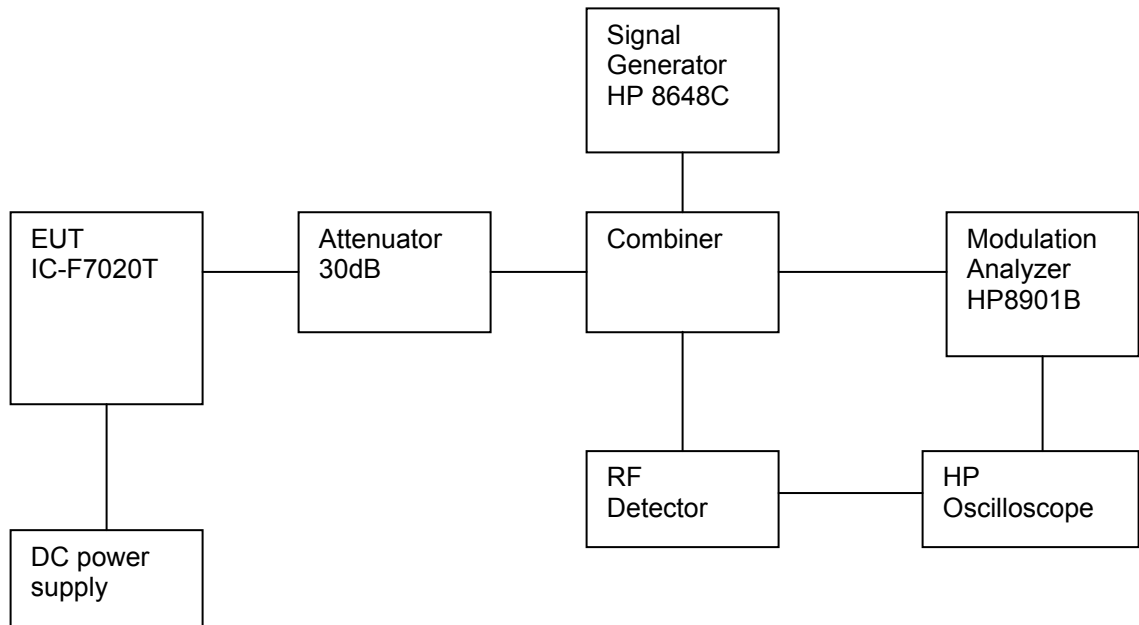 Signal
Generator
HP 8648C
EUT
IC-F7020T
Attenuator
30dB
Combiner
Modulation
Analyzer
HP8901B
RF
Detector
HP
Oscilloscope
DC power
supply